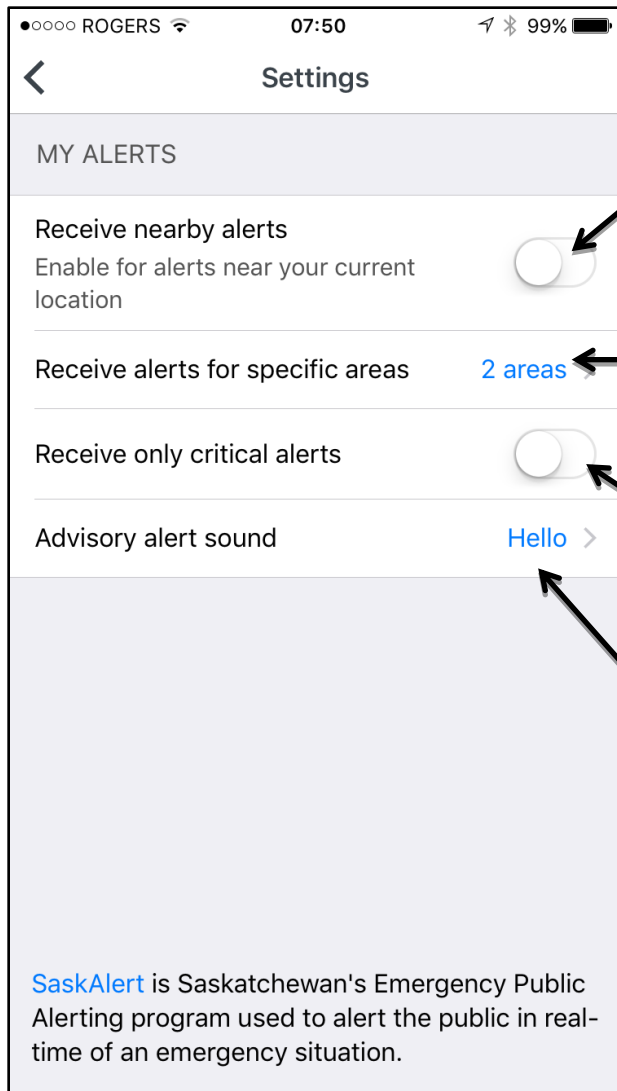 ROGERS 07:50 99%
Settings
MY ALERTS
Receive nearby alerts
Enable for alerts near your current
location
Receive alerts for specific areas 2 areas
Receive only critical alerts
Advisory alert sound Hello
SaskAlert is Saskatchewan's Emergency Public
Alerting program used to alert the public in real-
time of an emergency situation.